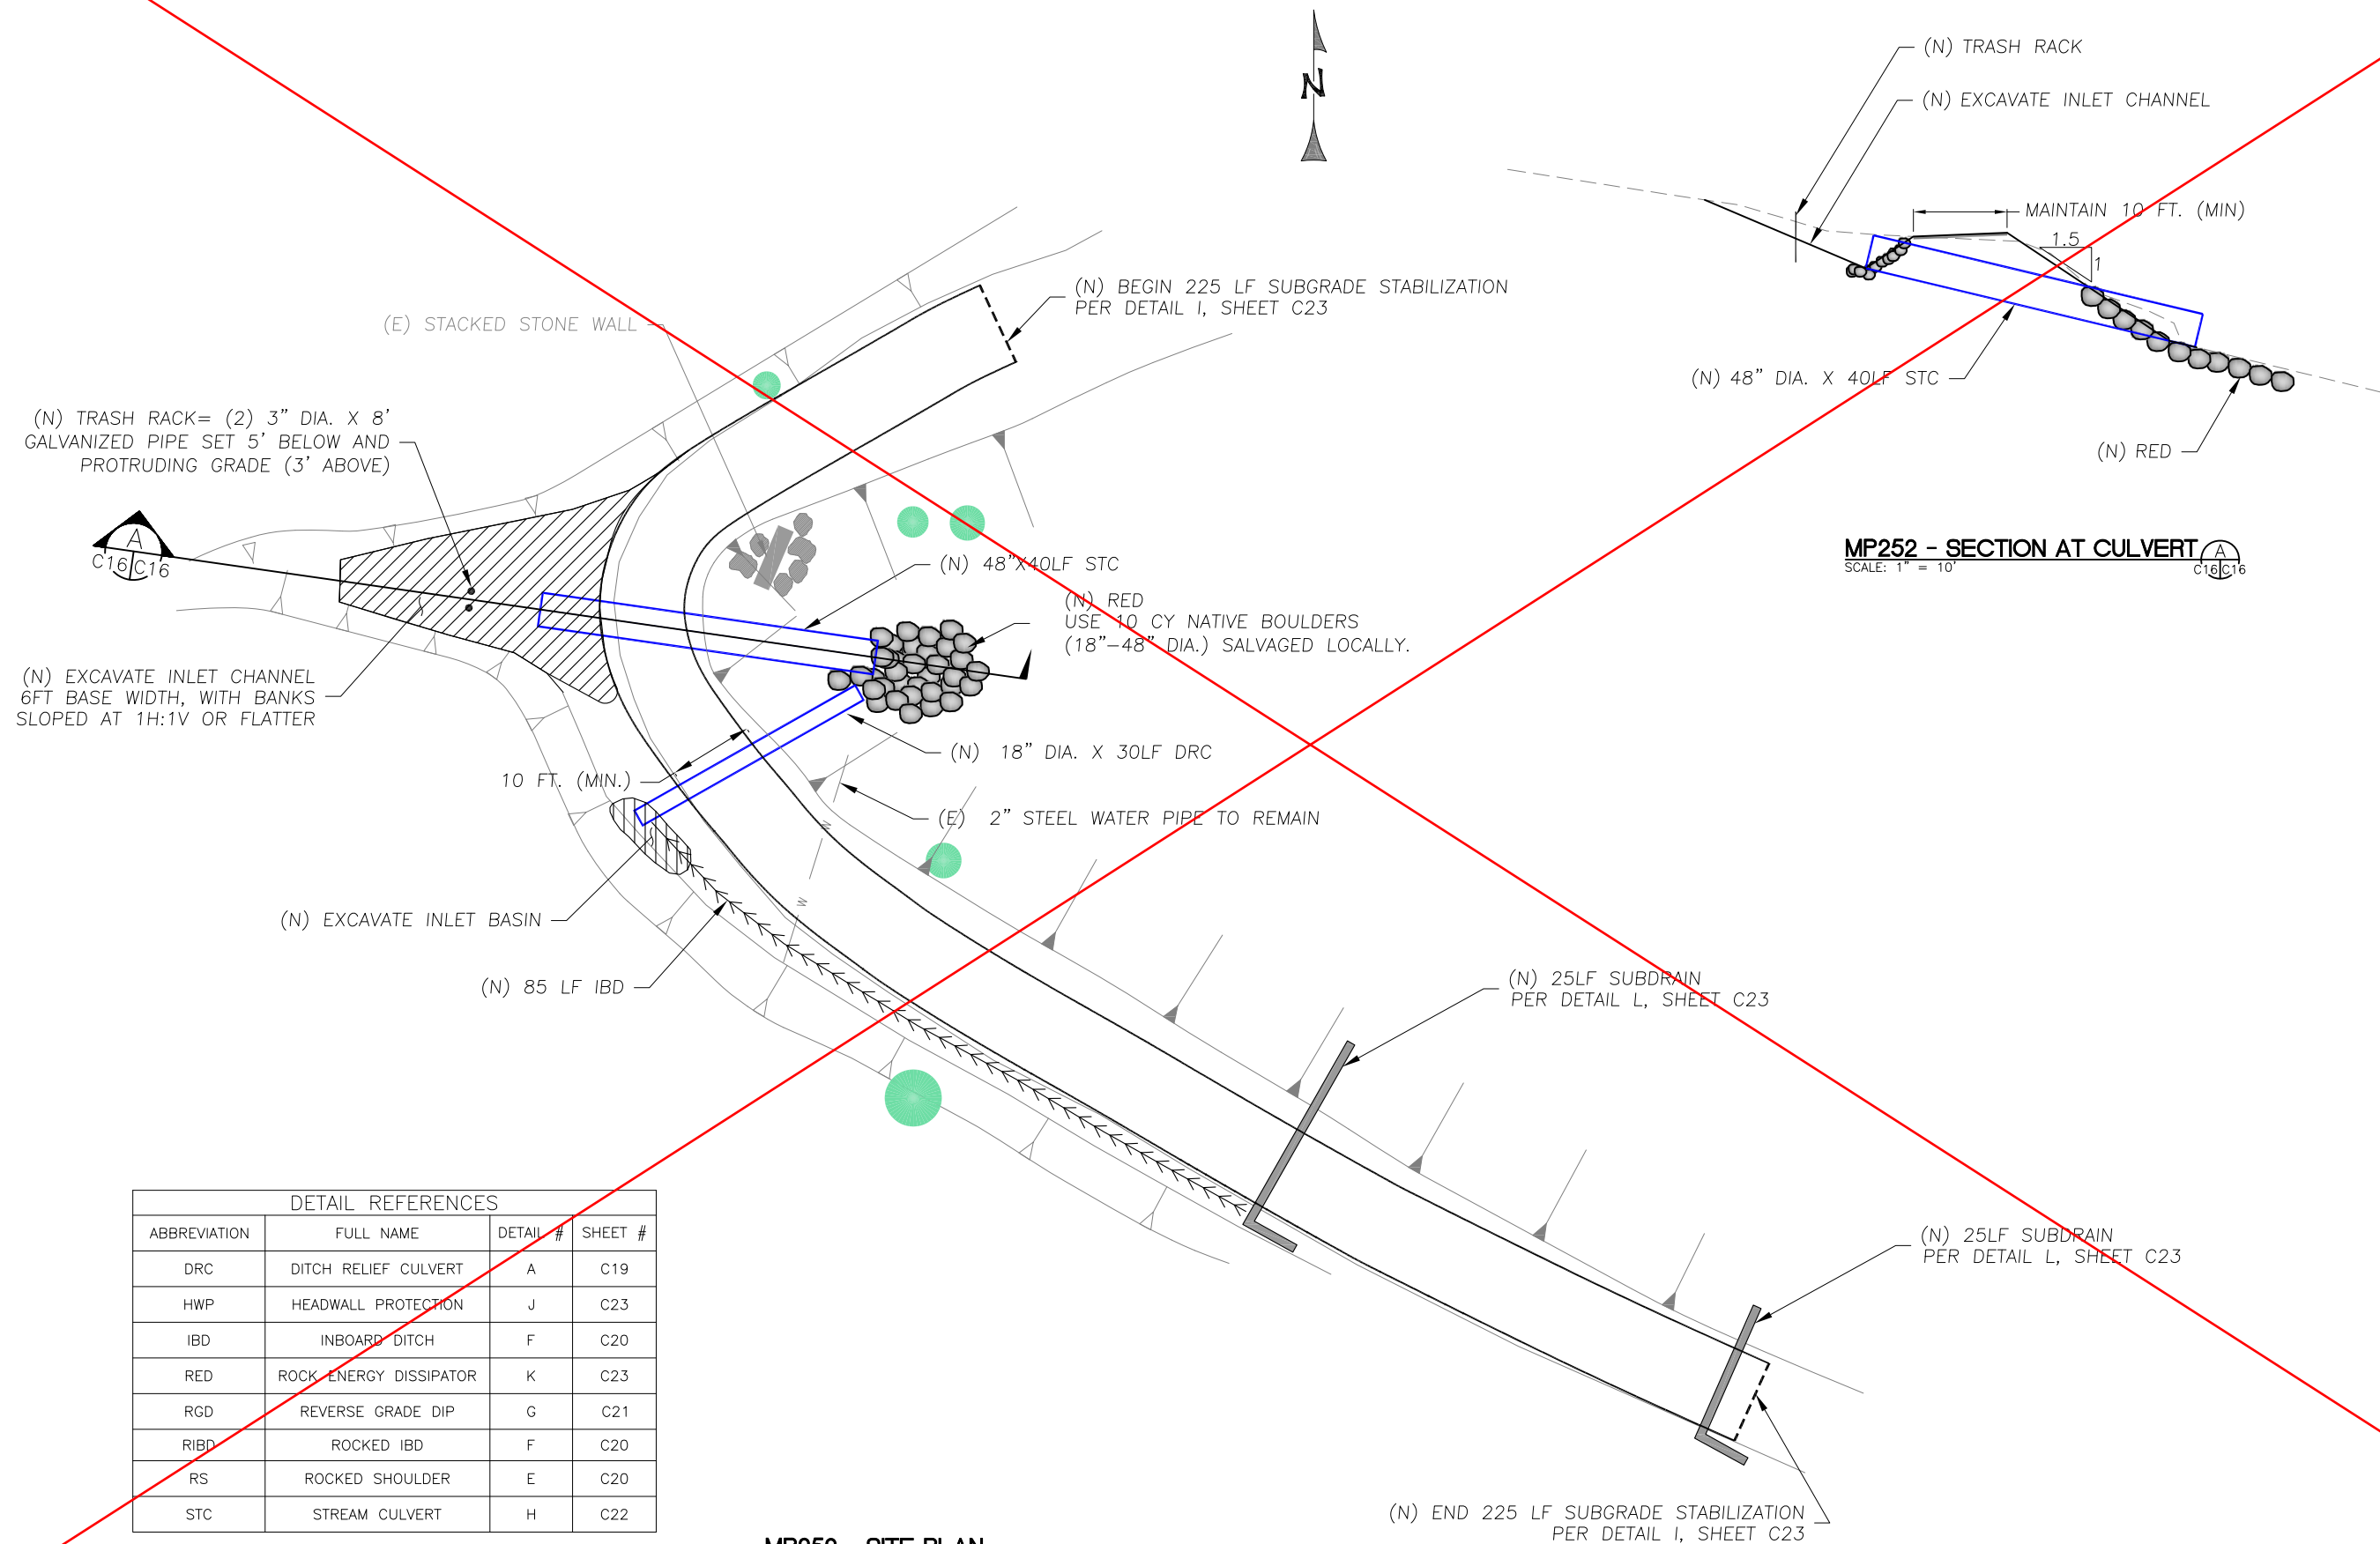 N
(N) TRASH RACK
(N) EXCAVATE INLET CHANNEL
MAINTAIN 10 FT. (MIN)
1.5
1
(N) 48" DIA. X 40LF STC
(N) RED
MP252 - SECTION AT CULVERT
SCALE: 1" = 10'
A
C16 C16
(N) BEGIN 225 LF SUBGRADE STABILIZATION
PER DETAIL I, SHEET C23
(E) STACKED STONE WALL
(N) TRASH RACK= (2) 3" DIA. X 8'
GALVANIZED PIPE SET 5' BELOW AND
PROTRUDING GRADE (3' ABOVE)
A
C16 C16
(N) 48"X40LF STC
(N) RED
USE 10 CY NATIVE BOULDERS
(18"-48" DIA.) SALVAGED LOCALLY.
(N) EXCAVATE INLET CHANNEL
6FT BASE WIDTH, WITH BANKS
SLOPED AT 1H:1V OR FLATTER
(N) 18" DIA. X 30LF DRC
10 FT. (MIN.)
(E) 2" STEEL WATER PIPE TO REMAIN
W
W
(N) EXCAVATE INLET BASIN
(N) 85 LF IBD
(N) 25LF SUBDRAIN
PER DETAIL L, SHEET C23
(N) 25LF SUBDRAIN
PER DETAIL L, SHEET C23
(N) END 225 LF SUBGRADE STABILIZATION
PER DETAIL I, SHEET C23
DETAIL REFERENCES
ABBREVIATION FULL NAME DETAIL # SHEET #
DRC DITCH RELIEF CULVERT A C19
HWP HEADWALL PROTECTION J C23
IBD INBOARD DITCH F C20
RED ROCK ENERGY DISSIPATOR K C23
RGD REVERSE GRADE DIP G C21
RIBD ROCKED IBD F C20
RS ROCKED SHOULDER E C20
STC STREAM CULVERT H C22
SITE PLAN